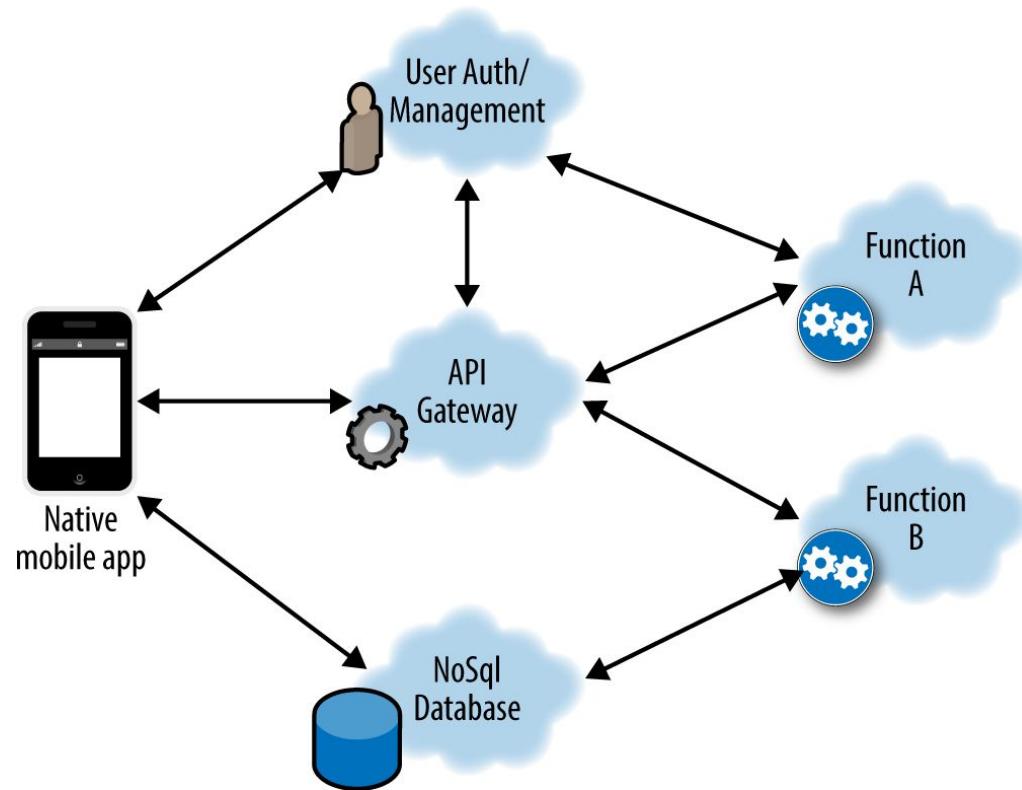 User Auth/
Management
Function
A
API
Gateway
Native
mobile app
Function
B
NoSql
Database